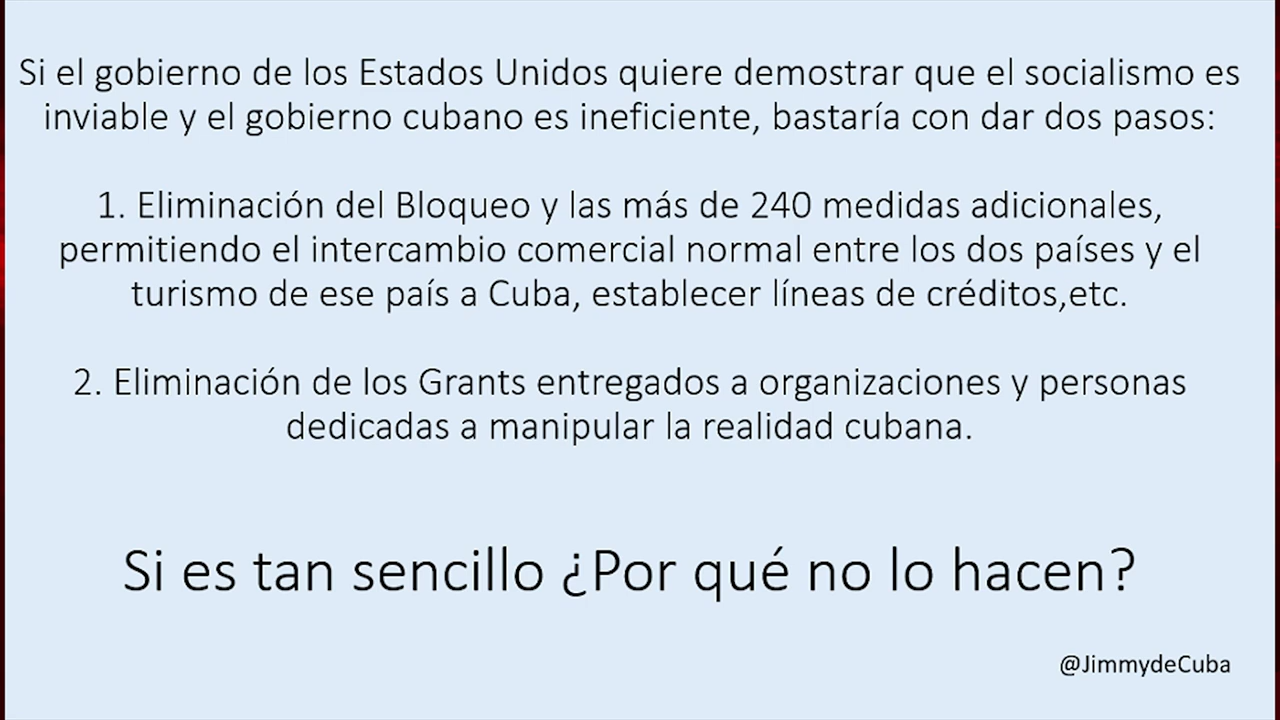 Si el gobierno de los Estados Unidos quiere demostrar que el socialismo es
inviable y el gobierno cubano es ineficiente, bastaría con dar dos pasos:
1. Eliminación del Bloqueo y las más de 240 medidas adicionales,
permitiendo el intercambio comercial normal entre los dos países y el
turismo de ese país a Cuba, establecer líneas de créditos,etc.
2. Eliminación de los Grants entregados a organizaciones y personas
dedicadas a manipular la realidad cubana.
Si es tan sencillo ¿Por qué no lo hacen?
@JimmydeCuba